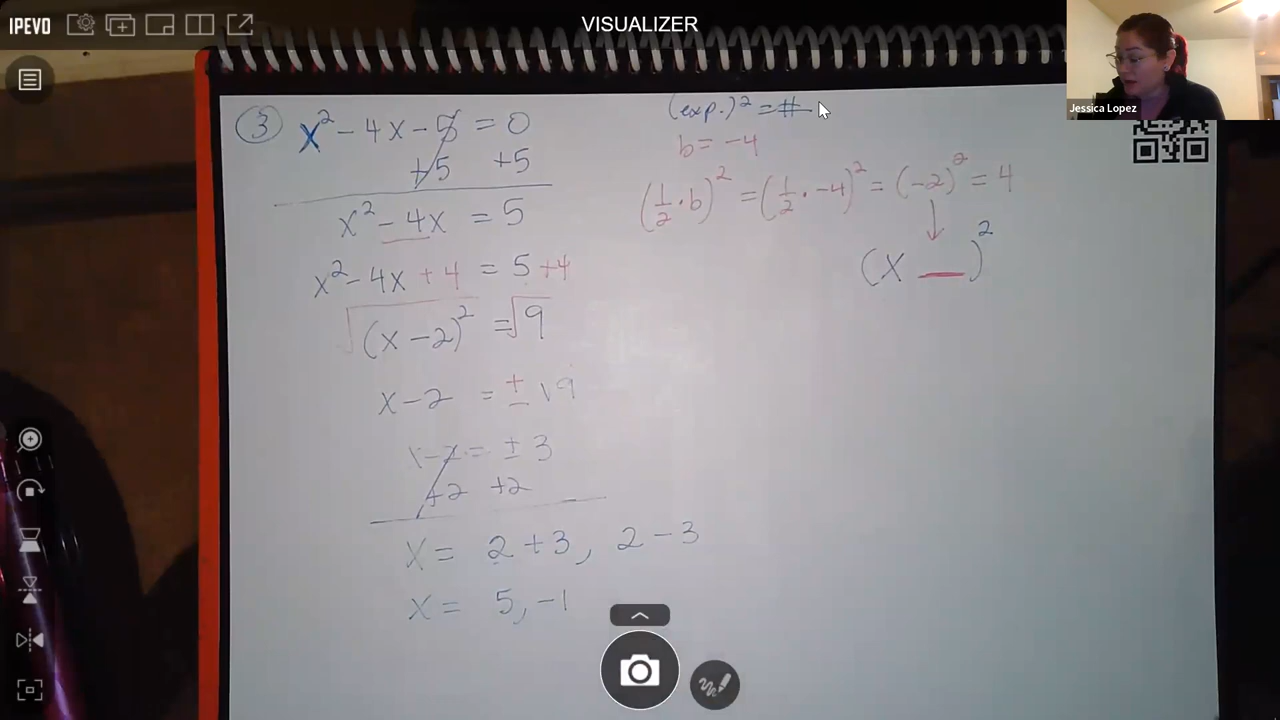 IPEVO
VISUALIZER
Jessica Lopez
③ x² - 4x - 5 = 0
+5 +5
x² - 4x = 5
x² - 4x + 4 = 5 + 4
√(x - 2)² = √9
x - 2 = ± √9
x - 2 = ± 3
+2 +2
x = 2 + 3, 2 - 3
x = 5, -1
(exp.)² = #
b = -4
(1/2 · b)² = (1/2 · -4)² = (-2)² = 4
(x __)²